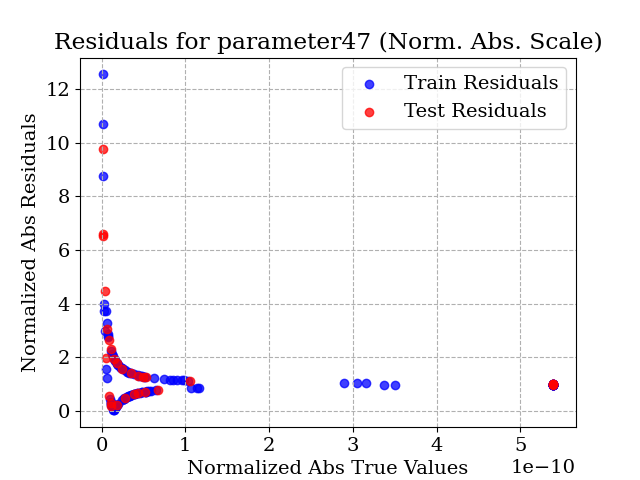 Residuals for parameter47 (Norm. Abs. Scale)
Train Residuals
Test Residuals
Normalized Abs Residuals
12
10
8
6
4
2
0
0 1 2 3 4 5
1e−10
Normalized Abs True Values